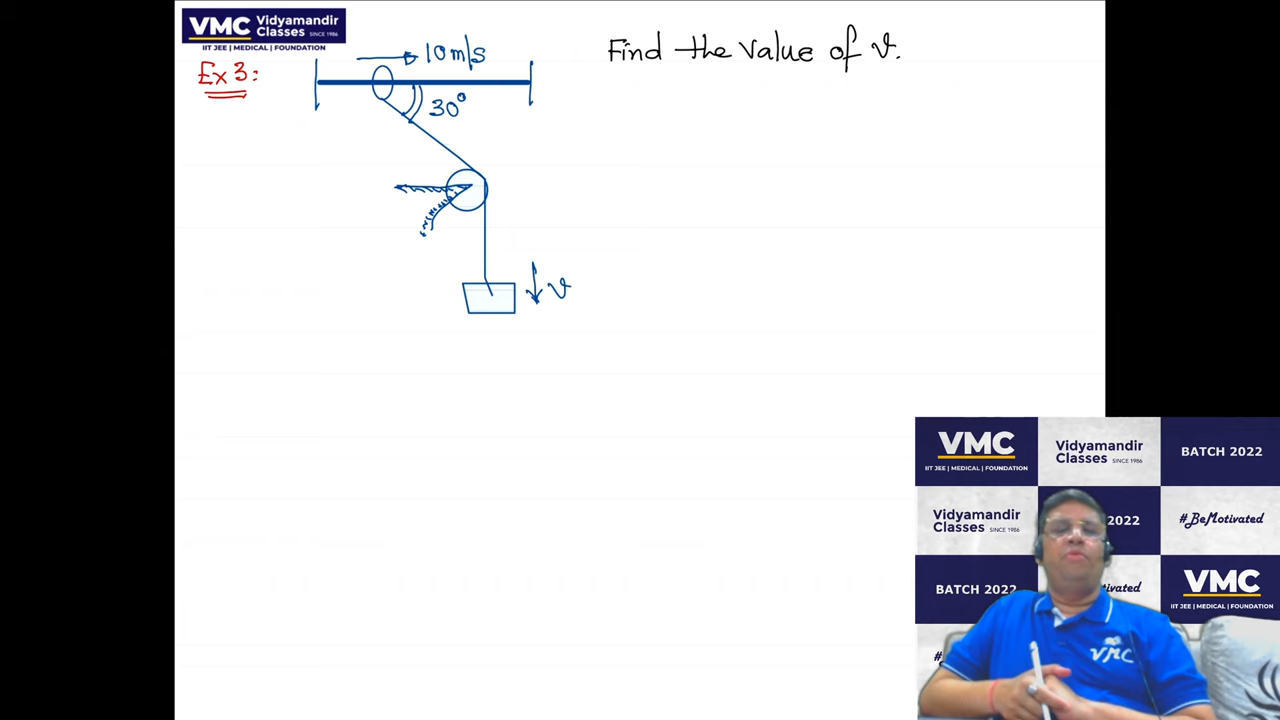 VMC Vidyamandir Classes SINCE 1986
IIT JEE | MEDICAL | FOUNDATION
Ex 3:
10 m/s
Find the value of v.
30°
v
VMC
IIT JEE | MEDICAL | FOUNDATION
Vidyamandir
Classes SINCE 1986
BATCH 2022
Vidyamandir
Classes SINCE 1986
2022
#BeMotivated
BATCH 2022
tivated
VMC
IIT JEE | MEDICAL | FOUNDATION
VMC